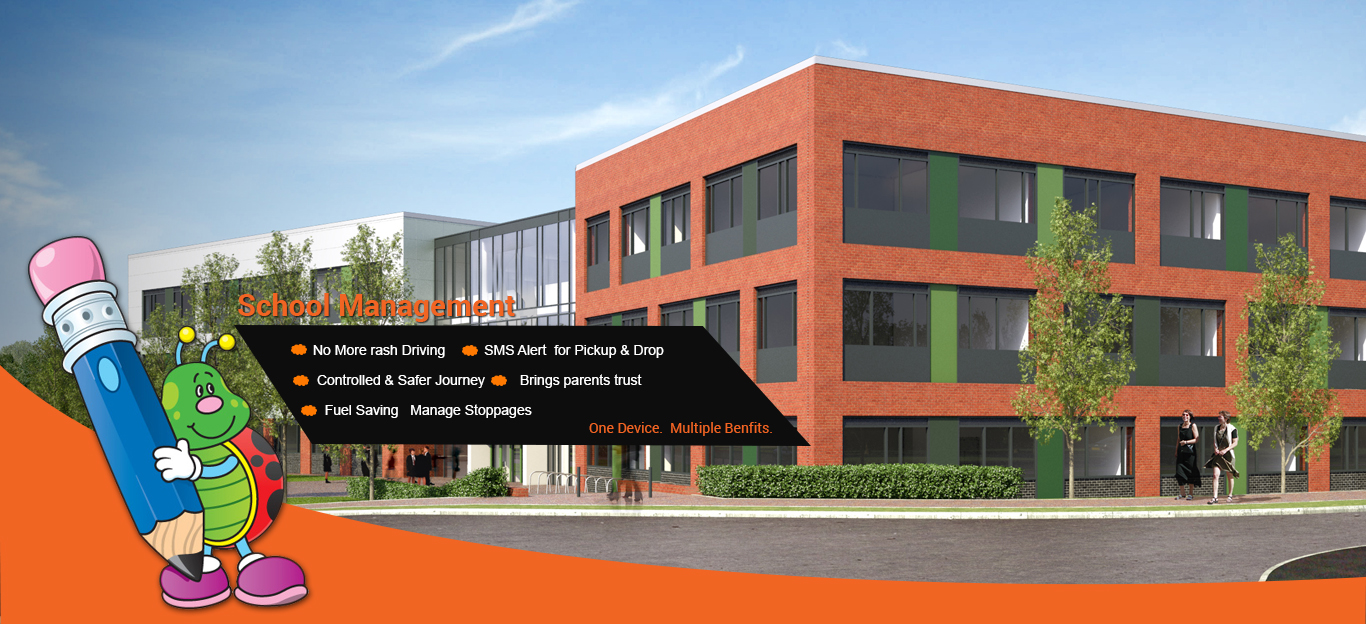 School Management
No More rash Driving SMS Alert for Pickup & Drop
Controlled & Safer Journey Brings parents trust
Fuel Saving Manage Stoppages
One Device. Multiple Benfits.